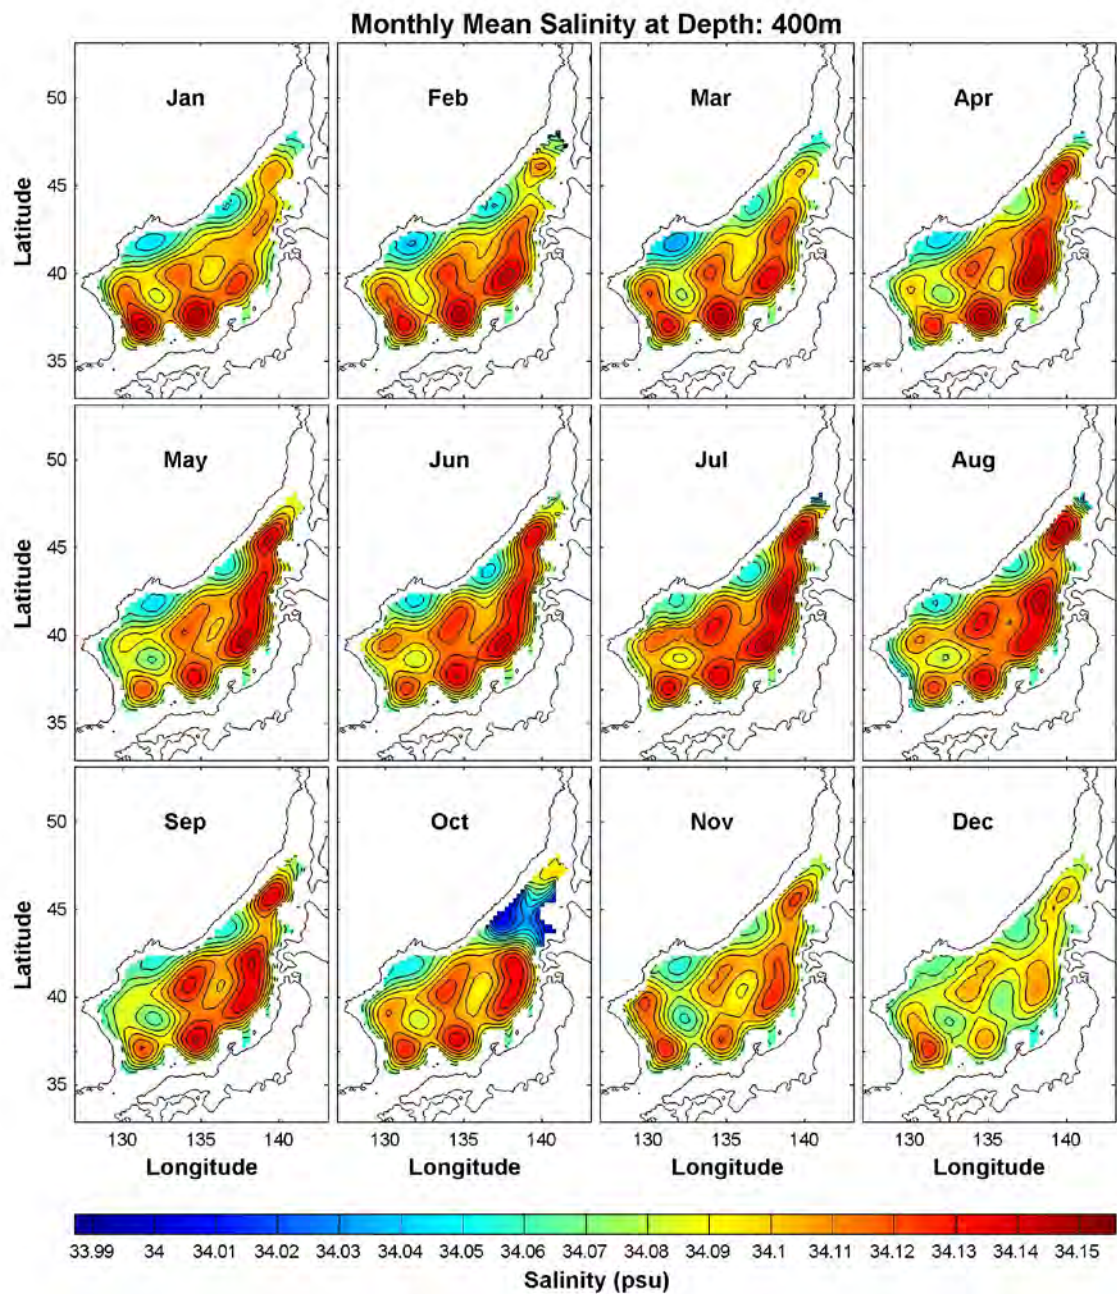 Monthly Mean Salinity at Depth: 400m
Jan Feb Mar Apr
50
45
40
35
Latitude
May Jun Jul Aug
50
45
40
35
Latitude
Sep Oct Nov Dec
50
45
40
35
Latitude
130 135 140 130 135 140 130 135 140 130 135 140
Longitude Longitude Longitude Longitude
33.99 34 34.01 34.02 34.03 34.04 34.05 34.06 34.07 34.08 34.09 34.1 34.11 34.12 34.13 34.14 34.15
Salinity (psu)